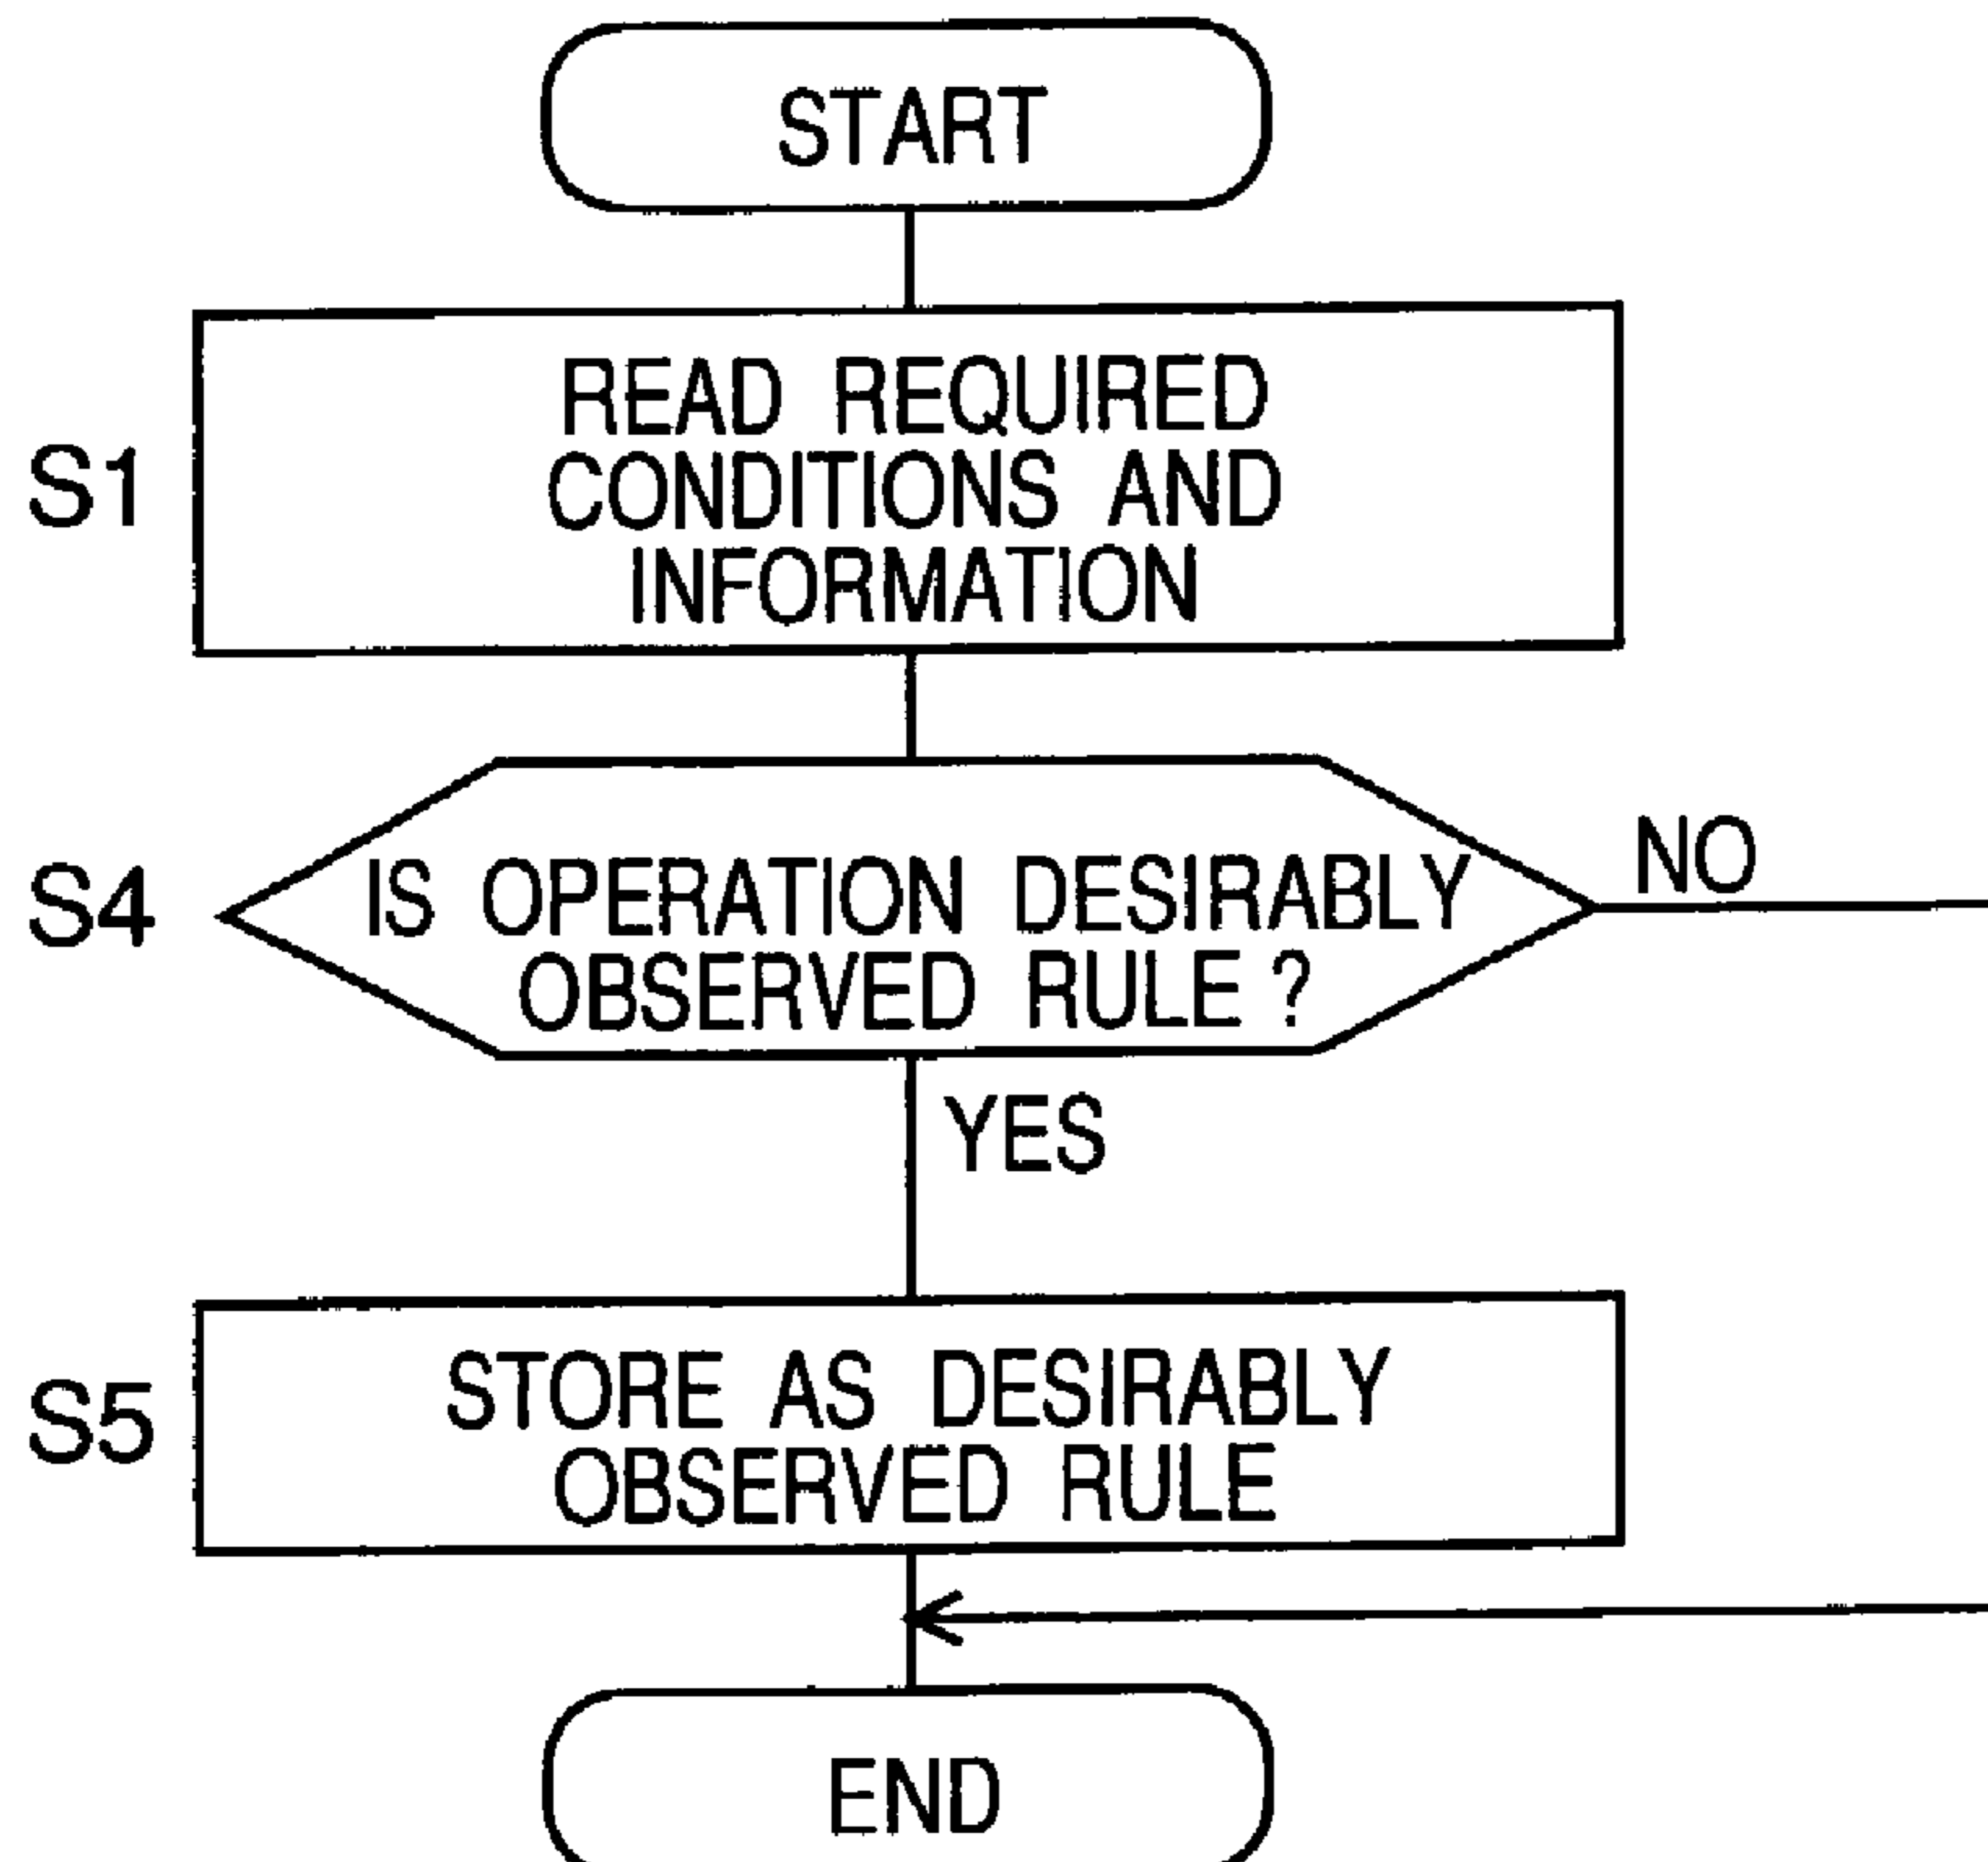 START
S1
READ REQUIRED
CONDITIONS AND
INFORMATION
S4
IS OPERATION DESIRABLY
OBSERVED RULE ?
NO
YES
S5
STORE AS DESIRABLY
OBSERVED RULE
END